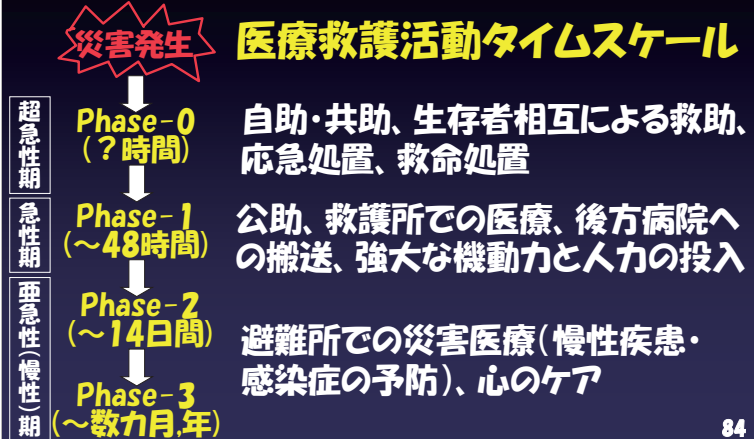 災害発生
医療救護活動タイムスケール
超急性期
Phase-0
(?時間)
自助・共助、生存者相互による救助、
応急処置、救命処置
急性期
Phase-1
(~48時間)
公助、救護所での医療、後方病院へ
の搬送、強大な機動力と人力の投入
亜急性(慢性)期
Phase-2
(~14日間)
Phase-3
(~数カ月,年)
避難所での災害医療(慢性疾患・
感染症の予防)、心のケア
84